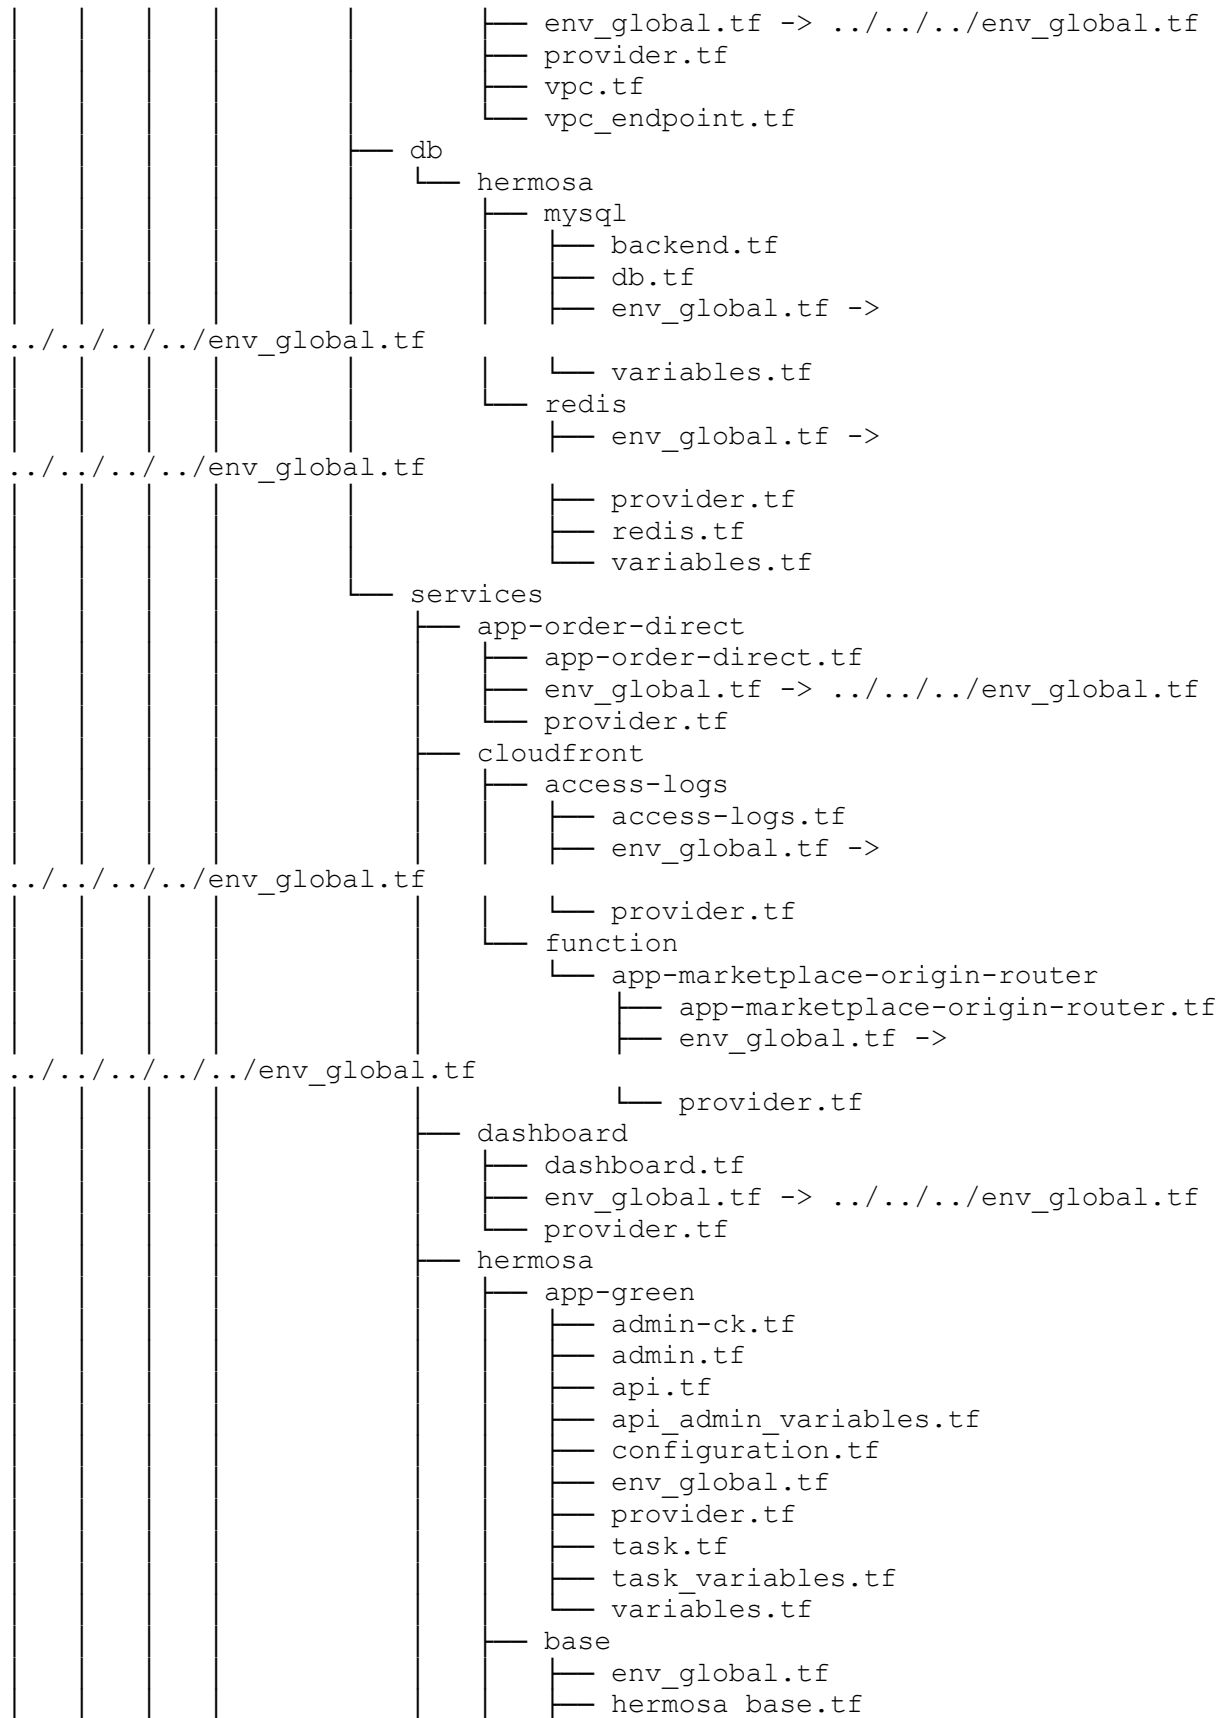 │   │   │   │       │       ├── env_global.tf -> ../../../env_global.tf
│   │   │   │       │       ├── provider.tf
│   │   │   │       │       ├── vpc.tf
│   │   │   │       │       └── vpc_endpoint.tf
│   │   │   │       ├── db
│   │   │   │       │   └── hermosa
│   │   │   │       │       ├── mysql
│   │   │   │       │       │   ├── backend.tf
│   │   │   │       │       │   ├── db.tf
│   │   │   │       │       │   ├── env_global.tf ->
../../../../env_global.tf
│   │   │   │       │       │   └── variables.tf
│   │   │   │       │       └── redis
│   │   │   │       │           ├── env_global.tf ->
../../../../env_global.tf
│   │   │   │       │           ├── provider.tf
│   │   │   │       │           ├── redis.tf
│   │   │   │       │           └── variables.tf
│   │   │   │       └── services
│   │   │   │           ├── app-order-direct
│   │   │   │           │   ├── app-order-direct.tf
│   │   │   │           │   ├── env_global.tf -> ../../../env_global.tf
│   │   │   │           │   └── provider.tf
│   │   │   │           ├── cloudfront
│   │   │   │           │   ├── access-logs
│   │   │   │           │   │   ├── access-logs.tf
│   │   │   │           │   │   ├── env_global.tf ->
../../../../env_global.tf
│   │   │   │           │   │   └── provider.tf
│   │   │   │           │   └── function
│   │   │   │           │       └── app-marketplace-origin-router
│   │   │   │           │           ├── app-marketplace-origin-router.tf
│   │   │   │           │           ├── env_global.tf ->
../../../../../env_global.tf
│   │   │   │           │           └── provider.tf
│   │   │   │           ├── dashboard
│   │   │   │           │   ├── dashboard.tf
│   │   │   │           │   ├── env_global.tf -> ../../../env_global.tf
│   │   │   │           │   └── provider.tf
│   │   │   │           ├── hermosa
│   │   │   │           │   ├── app-green
│   │   │   │           │   │   ├── admin-ck.tf
│   │   │   │           │   │   ├── admin.tf
│   │   │   │           │   │   ├── api.tf
│   │   │   │           │   │   ├── api_admin_variables.tf
│   │   │   │           │   │   ├── configuration.tf
│   │   │   │           │   │   ├── env_global.tf
│   │   │   │           │   │   ├── provider.tf
│   │   │   │           │   │   ├── task.tf
│   │   │   │           │   │   ├── task_variables.tf
│   │   │   │           │   │   └── variables.tf
│   │   │   │           │   ├── base
│   │   │   │           │   │   ├── env_global.tf
│   │   │   │           │   │   ├── hermosa_base.tf